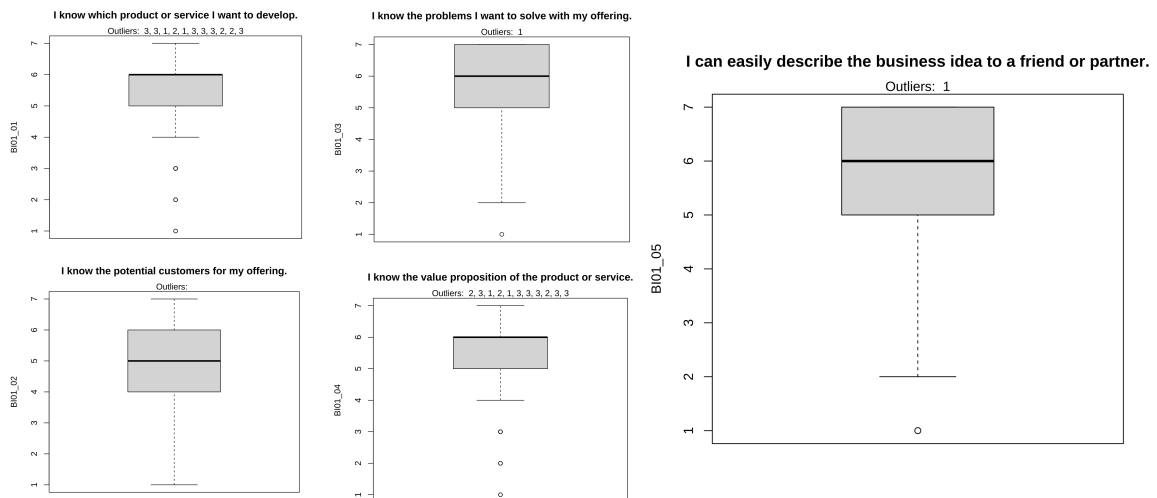 I know which product or service I want to develop.
Outliers: 3, 3, 1, 2, 1, 3, 3, 3, 2, 2, 3
7
6
5
4
3
2
1
BI01_01
I know the problems I want to solve with my offering.
Outliers: 1
7
6
5
4
3
2
1
BI01_03
I can easily describe the business idea to a friend or partner.
Outliers: 1
7
6
5
4
3
2
1
BI01_05
I know the potential customers for my offering.
Outliers:
7
6
5
4
3
2
1
BI01_02
I know the value proposition of the product or service.
Outliers: 2, 3, 1, 2, 1, 3, 3, 3, 2, 3, 3
7
6
5
4
3
2
1
BI01_04